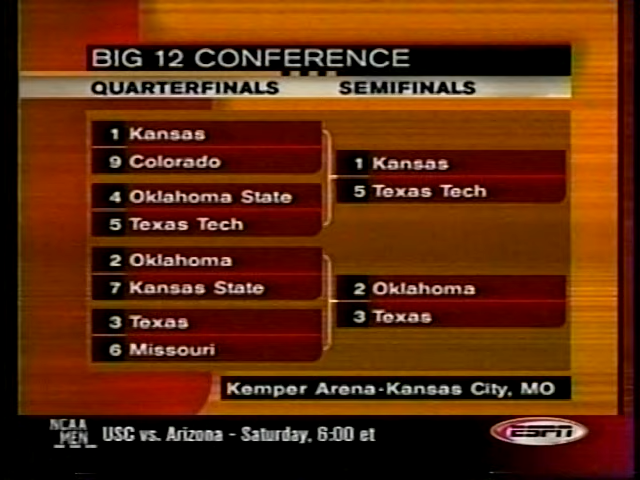 BIG 12 CONFERENCE
QUARTERFINALS SEMIFINALS
1 Kansas
9 Colorado
4 Oklahoma State
5 Texas Tech
2 Oklahoma
7 Kansas State
3 Texas
6 Missouri
1 Kansas
5 Texas Tech
2 Oklahoma
3 Texas
Kemper Arena-Kansas City, MO
NCAA
MEN
USC vs. Arizona - Saturday, 6:00 et
ESPN